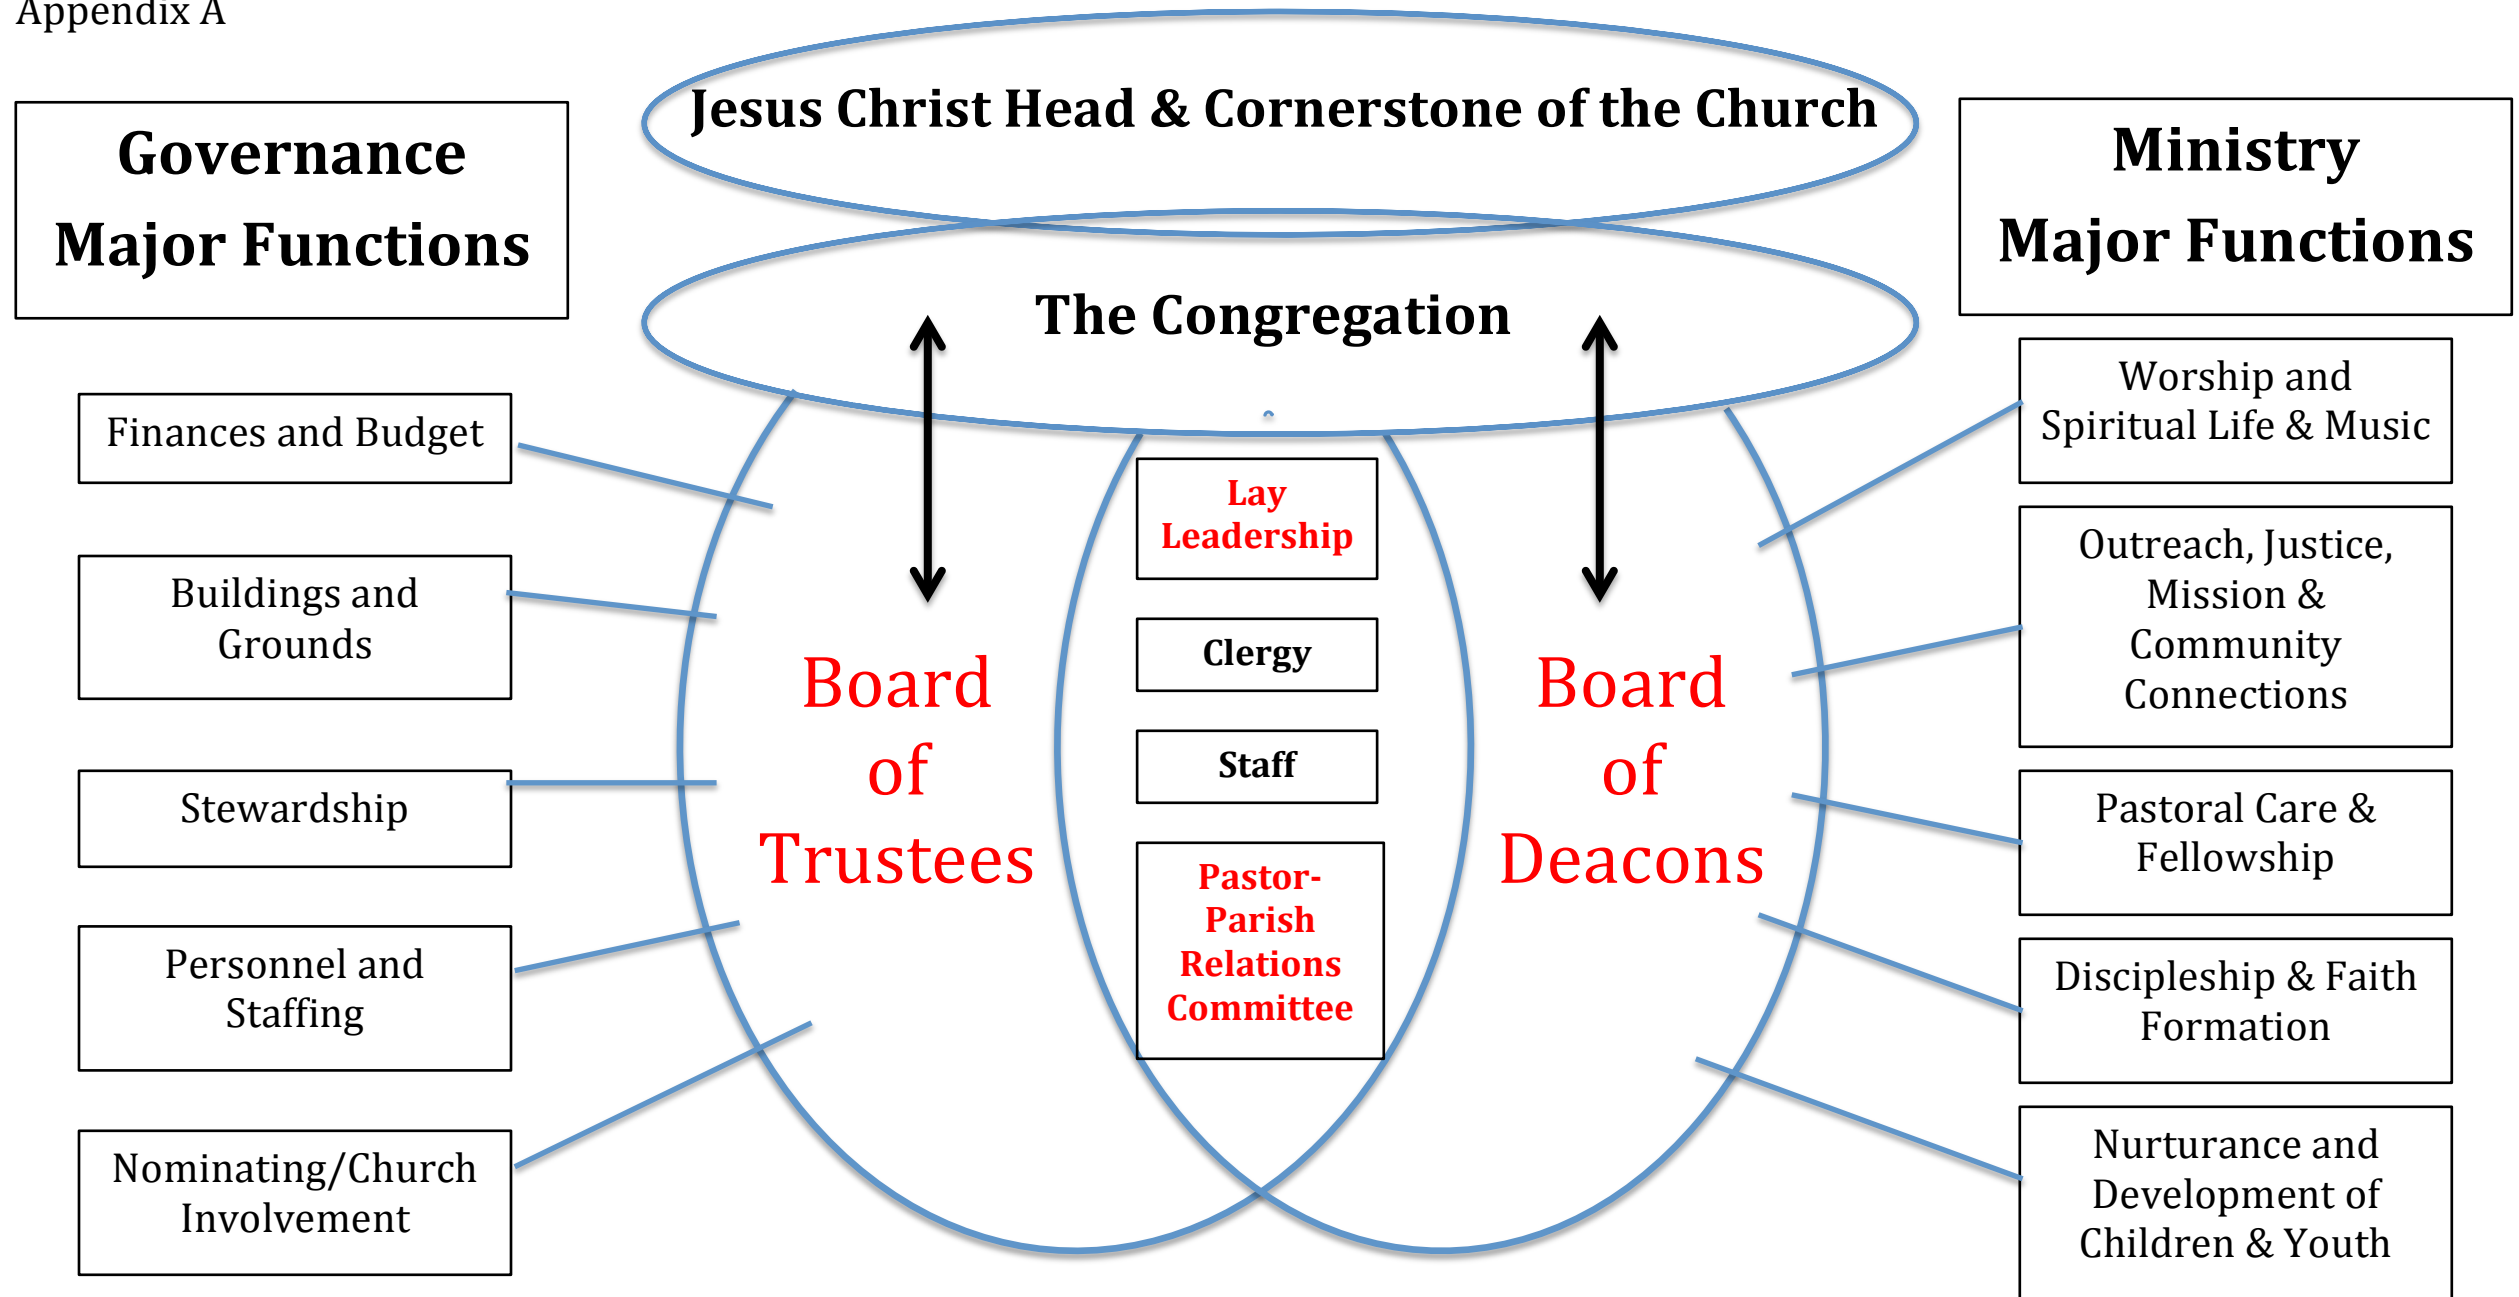 Appendix A
Jesus Christ Head & Cornerstone of the Church
Governance
Major Functions
Ministry
Major Functions
The Congregation
Finances and Budget
Buildings and
Grounds
Stewardship
Personnel and
Staffing
Nominating/Church
Involvement
Board
of
Trustees
Lay
Leadership
Clergy
Staff
Pastor-
Parish
Relations
Committee
Board
of
Deacons
Worship and
Spiritual Life & Music
Outreach, Justice,
Mission &
Community
Connections
Pastoral Care &
Fellowship
Discipleship & Faith
Formation
Nurturance and
Development of
Children & Youth